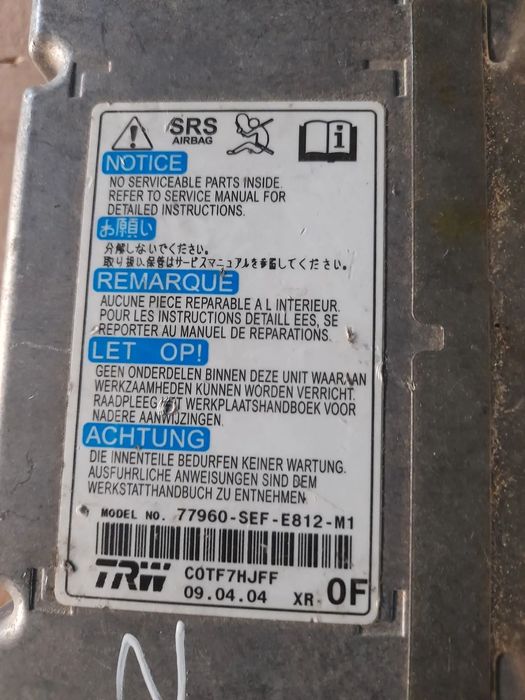 SRS
AIRBAG
NOTICE
NO SERVICEABLE PARTS INSIDE.
REFER TO SERVICE MANUAL FOR
DETAILED INSTRUCTIONS.
お願い
分解しないでください。
取り扱い保管はサービスマニュアルを参照してください。
REMARQUE
AUCUNE PIECE REPARABLE A L INTERIEUR.
POUR LES INSTRUCTIONS DETAILL EES, SE
REPORTER AU MANUEL DE REPARATIONS.
LET OP!
GEEN ONDERDELEN BINNEN DEZE UNIT WAARAAN
WERKZAAMHEDEN KUNNEN WORDEN VERRICHT.
RAADPLEEG HET WERKPLAATSHANDBOEK VOOR
NADERE AANWIJZINGEN.
ACHTUNG
DIE INNENTEILE BEDURFEN KEINER WARTUNG.
AUSFUHRLICHE ANWEISUNGEN SIND DEM
WERKSTATTHANDBUCH ZU ENTNEHMEN.
MODEL NO. 77960-SEF-E812-M1
TRW C0TF7HJFF
09.04.04 XR 0F
N